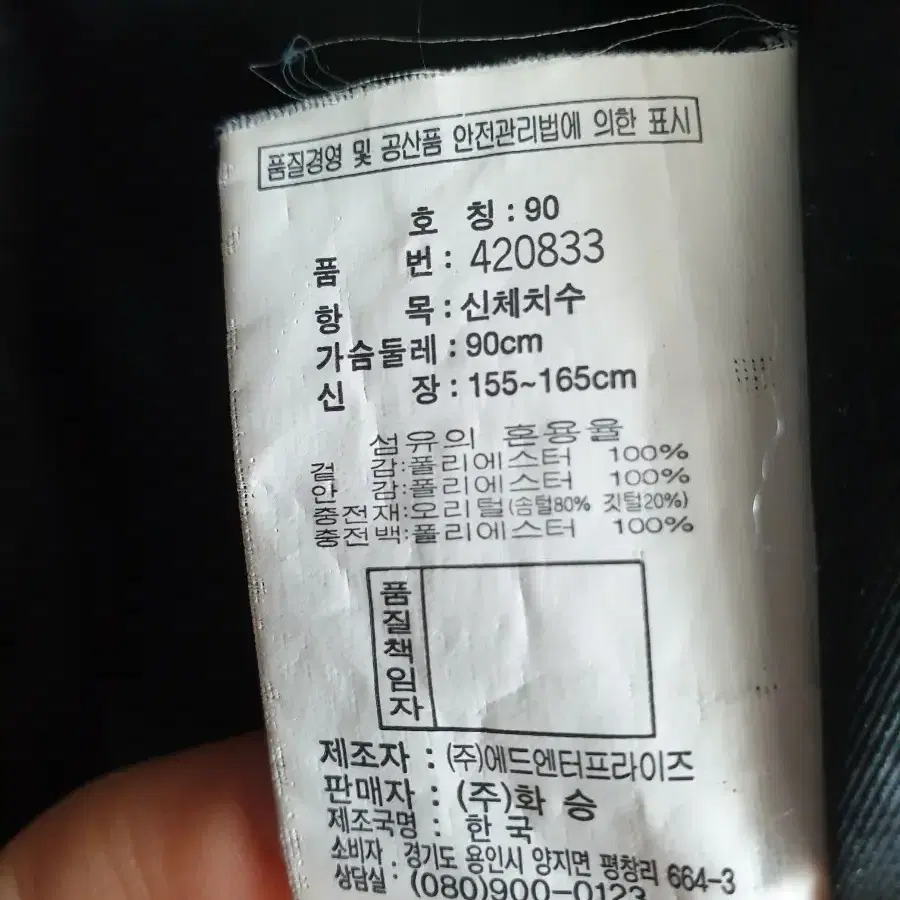 품질경영 및 공산품 안전관리법에 의한 표시
호 칭 : 90
품 번 : 420833
항 목 : 신체치수
가슴둘레 : 90cm
신 장 : 155~165cm
섬유의 혼용율
겉 감:폴리에스터 100%
안 감:폴리에스터 100%
충전재:오리털(솜털80% 깃털20%)
충전백:폴리에스터 100%
품질책임자
제조자 : (주)에드엔터프라이즈
판매자 : (주)화 승
제조국명 : 한 국
소비자 . 경기도 용인시 양지면 평창리 664-3
상담실 : (080)900-0123